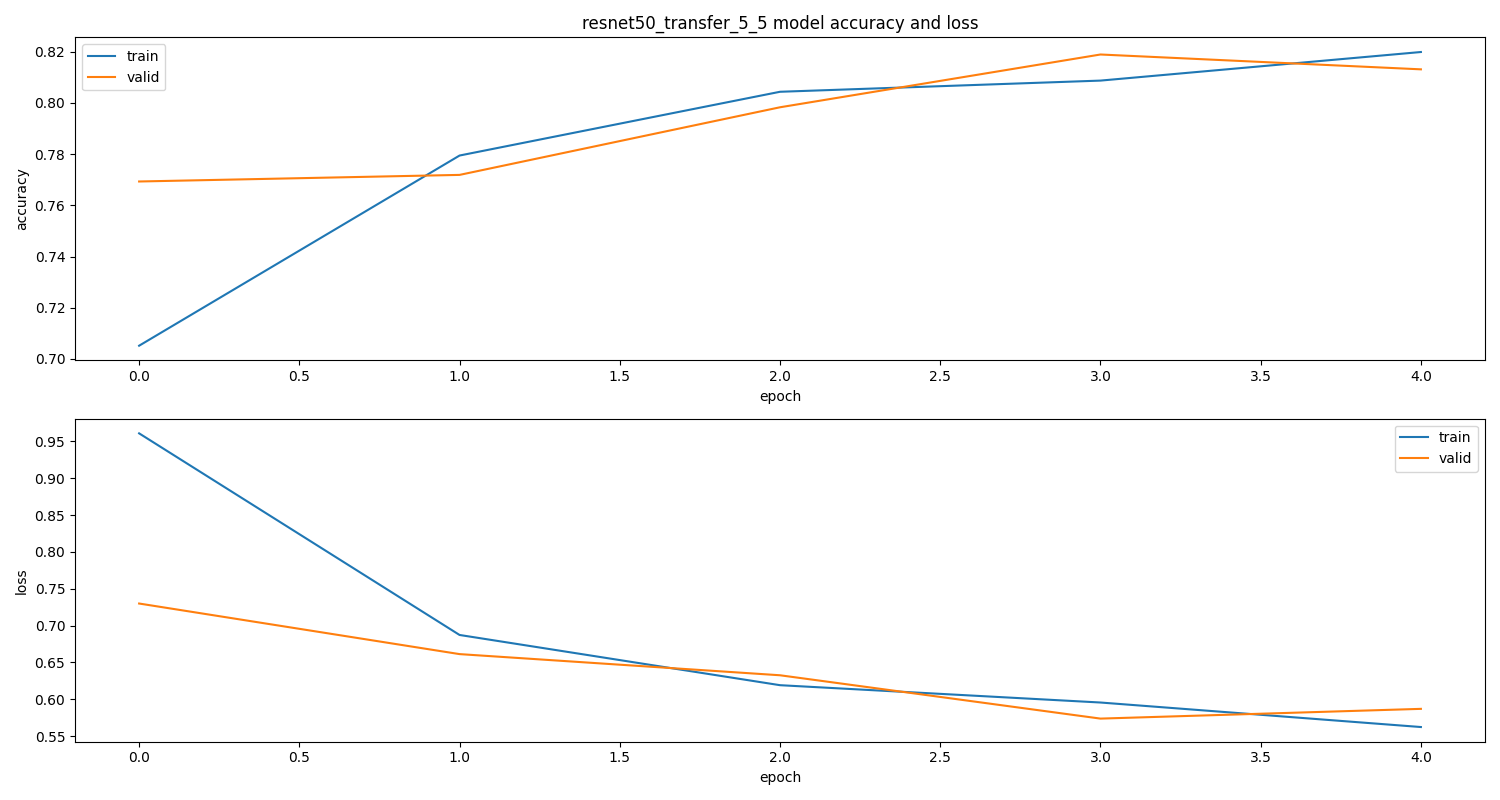 resnet50_transfer_5_5 model accuracy and loss
train
valid
accuracy
0.82
0.80
0.78
0.76
0.74
0.72
0.70
0.0 0.5 1.0 1.5 2.0 2.5 3.0 3.5 4.0
epoch
train
valid
loss
0.95
0.90
0.85
0.80
0.75
0.70
0.65
0.60
0.55
0.0 0.5 1.0 1.5 2.0 2.5 3.0 3.5 4.0
epoch